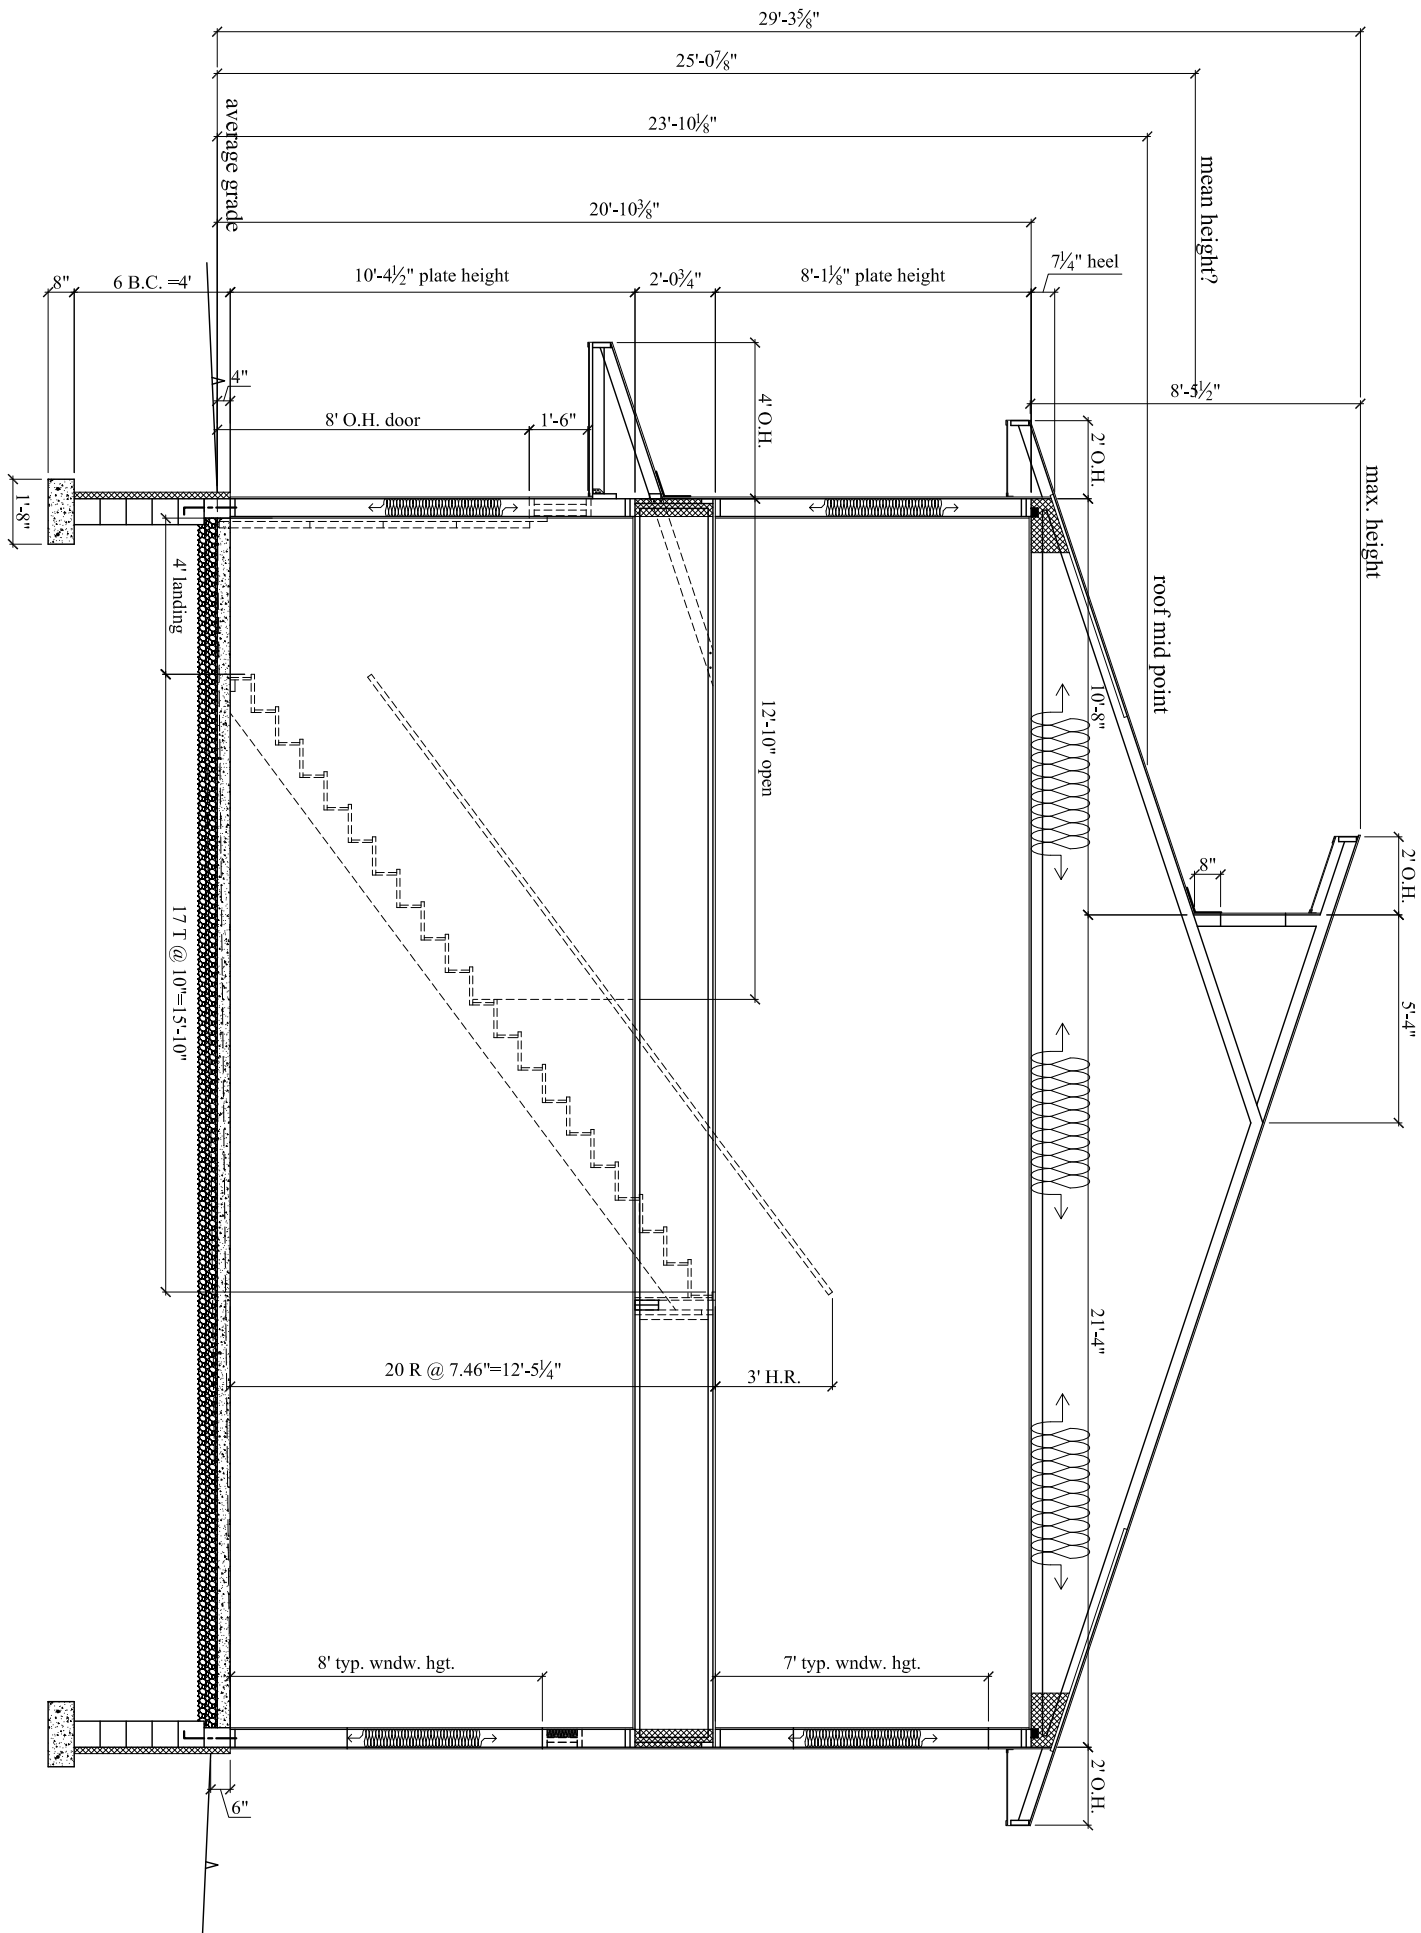 29'-3⅝"
25'-0⅞"
23'-10⅛"
20'-10⅜"
average grade
mean height?
8"
6 B.C. =4'
10'-4½" plate height
2'-0¾"
8'-1⅛" plate height
7¼" heel
4"
8' O.H. door
1'-6"
4' O.H.
8'-5½"
2' O.H.
max. height
1'-8"
4' landing
roof mid point
10'-8"
12'-10" open
2' O.H.
8"
5'-4"
17 T @ 10"=15'-10"
21'-4"
20 R @ 7.46"=12'-5¼"
3' H.R.
8' typ. wndw. hgt.
7' typ. wndw. hgt.
2' O.H.
6"